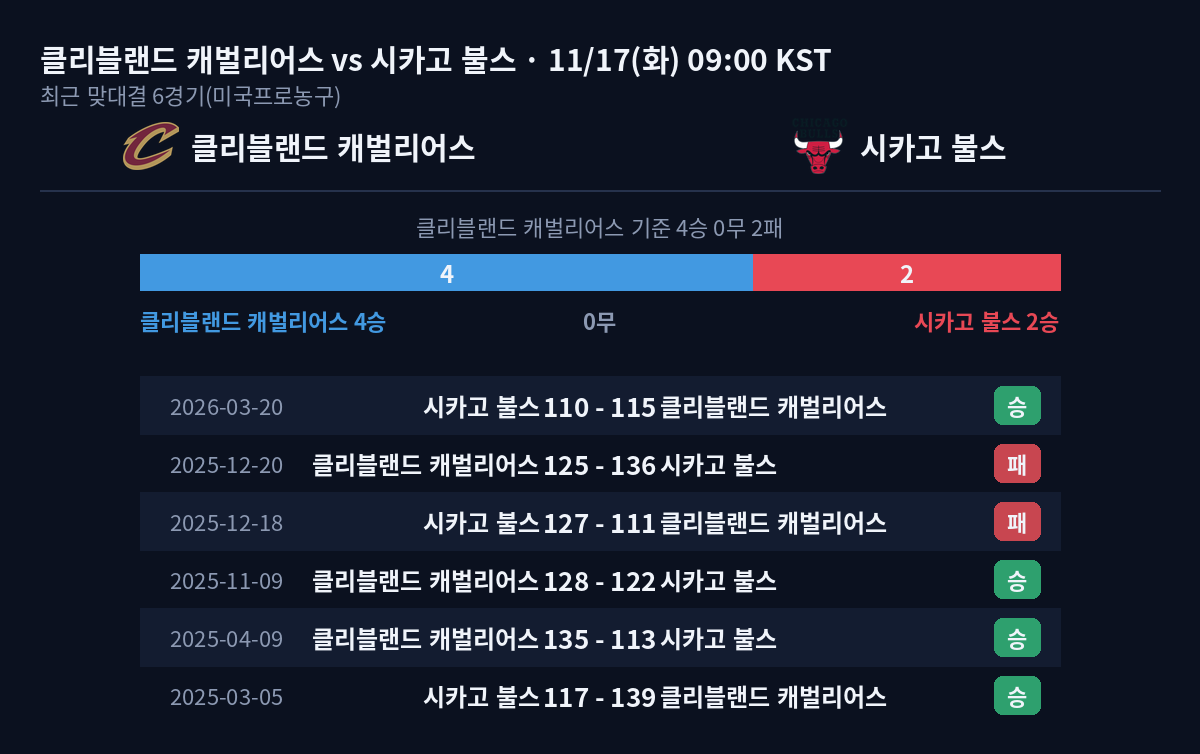 클리블랜드 캐벌리어스 vs 시카고 불스 · 11/17(화) 09:00 KST
최근 맞대결 6경기(미국프로농구)
클리블랜드 캐벌리어스
CHICAGO
BULLS
시카고 불스
클리블랜드 캐벌리어스 기준 4승 0무 2패
4 2
클리블랜드 캐벌리어스 4승 0무 시카고 불스 2승
2026-03-20 시카고 불스 110 - 115 클리블랜드 캐벌리어스 승
2025-12-20 클리블랜드 캐벌리어스 125 - 136 시카고 불스 패
2025-12-18 시카고 불스 127 - 111 클리블랜드 캐벌리어스 패
2025-11-09 클리블랜드 캐벌리어스 128 - 122 시카고 불스 승
2025-04-09 클리블랜드 캐벌리어스 135 - 113 시카고 불스 승
2025-03-05 시카고 불스 117 - 139 클리블랜드 캐벌리어스 승